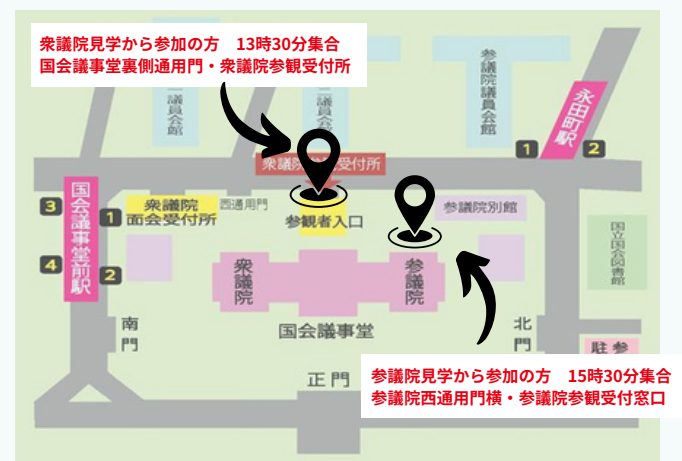 衆議院見学から参加の方　13時30分集合
国会議事堂裏側通用門・衆議院参観受付所
二議員会館
二議員会館
参議院議員会館
永田町駅
1
2
衆議院
受付所
国会議事堂前駅
3
1
4
2
衆議院
面会受付所
西通用門
参観者入口
参議院別館
国立国会図書館
衆議院
参議院
国会議事堂
南門
北門
正門
駐 参
参議院見学から参加の方　15時30分集合
参議院西通用門横・参議院参観受付窓口